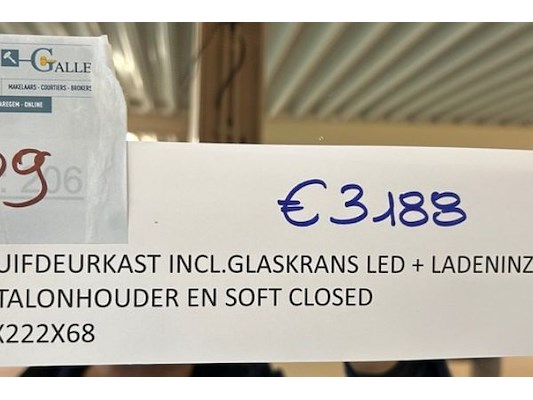 GALLE
MAKELAARS - COURTIERS - BROKERS
- ONLINE
206
€3188
UIFDEURKAST INCL.GLASKRANS LED + LADENINZ
TALONHOUDER EN SOFT CLOSED
X222X68